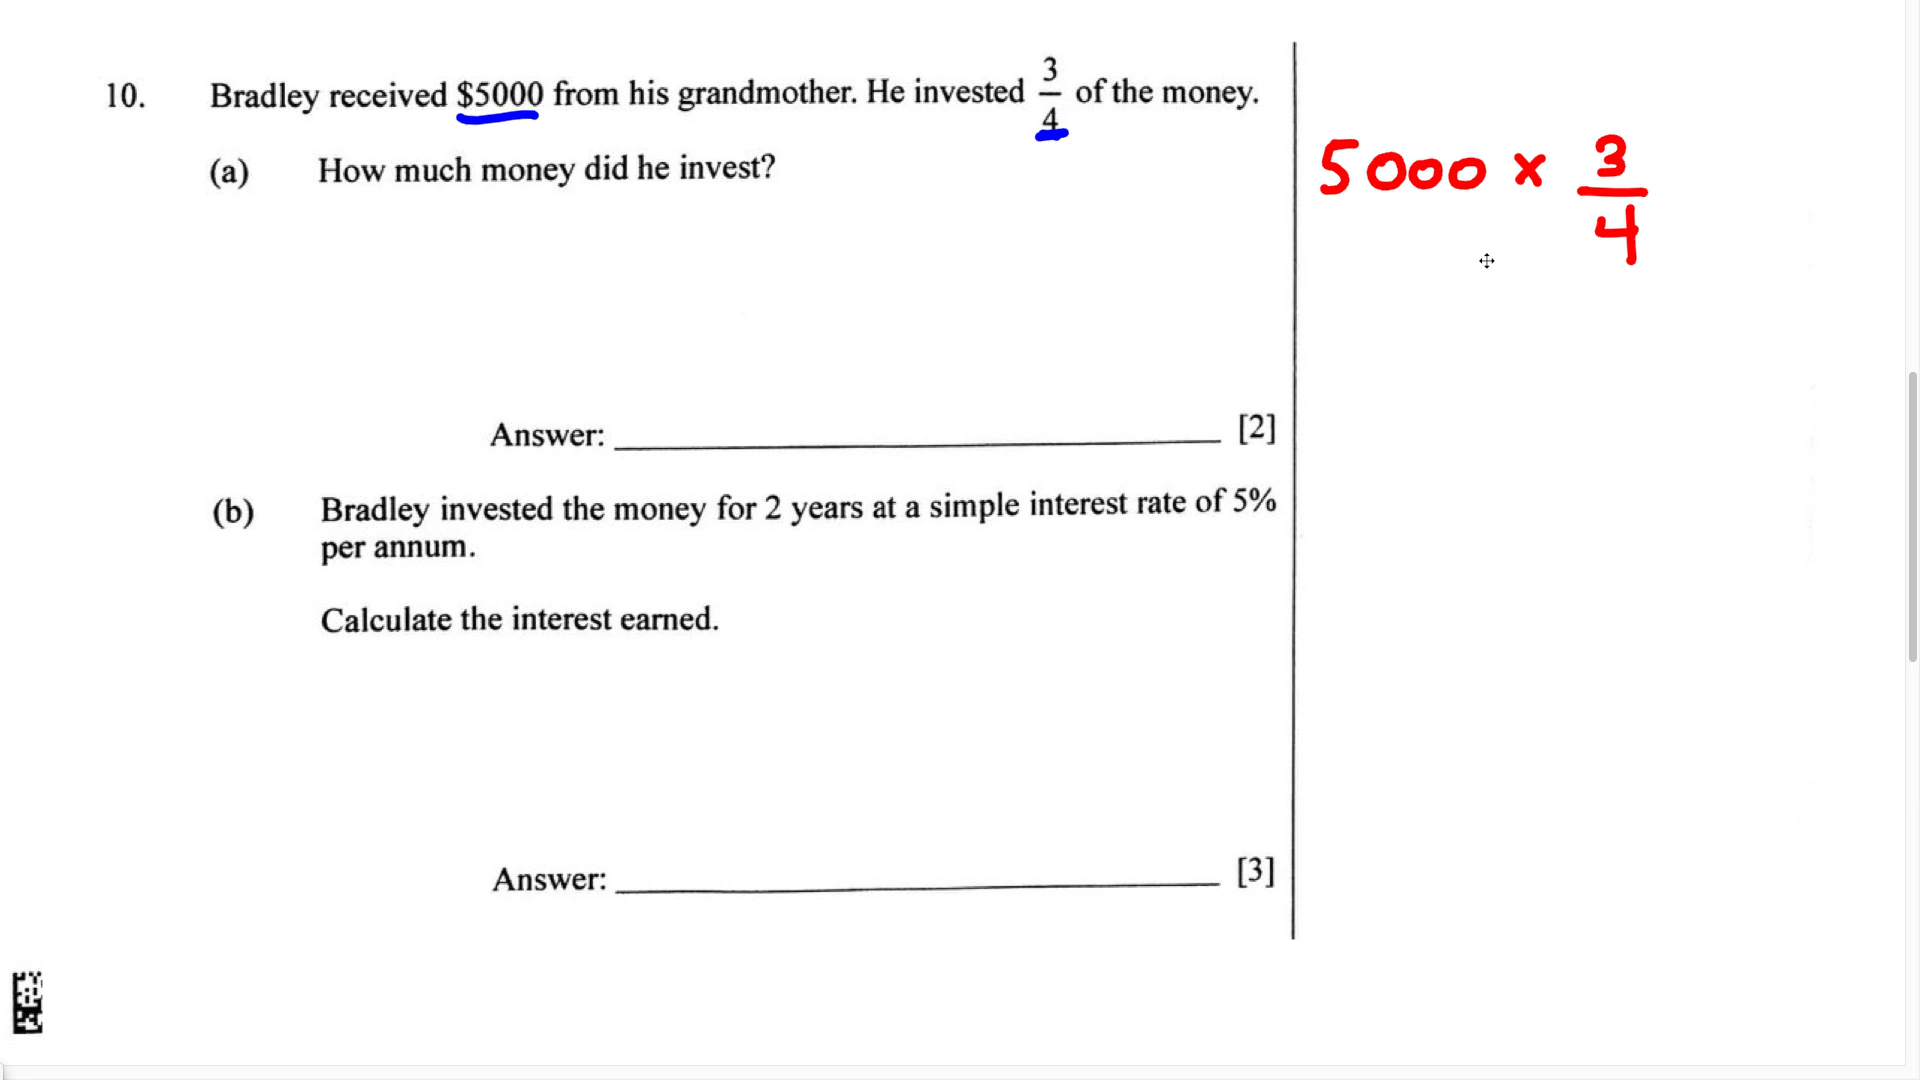 10. Bradley received $5000 from his grandmother. He invested 3/4 of the money.
(a) How much money did he invest?
5000 × 3/4
Answer: ______________ [2]
(b) Bradley invested the money for 2 years at a simple interest rate of 5%
per annum.
Calculate the interest earned.
Answer: ______________ [3]